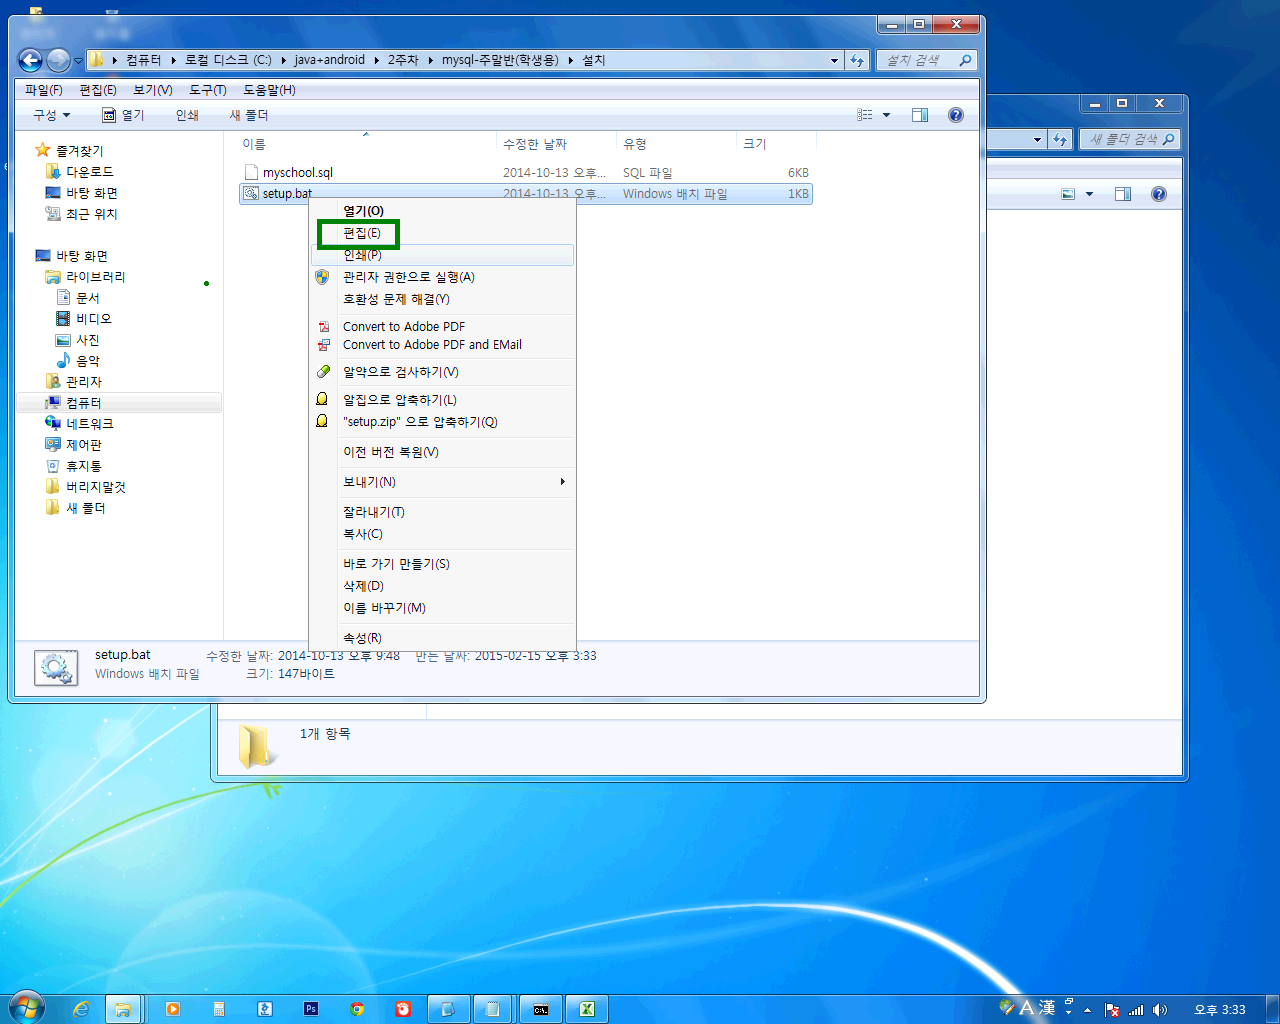 컴퓨터 로컬 디스크 (C:) java+android 2주차 mysql-주말반(학생용) 설치
설치 검색
파일(F) 편집(E) 보기(V) 도구(T) 도움말(H)
구성 열기 인쇄 새 폴더
새 폴더 검색
이름 수정한 날짜 유형 크기
myschool.sql 2014-10-13 오후... SQL 파일 6KB
setup.bat 2014-10-13 오후... Windows 배치 파일 1KB
즐겨찾기
다운로드
바탕 화면
최근 위치
바탕 화면
라이브러리
문서
비디오
사진
음악
관리자
컴퓨터
네트워크
제어판
휴지통
버리지말것
새 폴더
열기(O)
편집(E)
인쇄(P)
관리자 권한으로 실행(A)
호환성 문제 해결(Y)
Convert to Adobe PDF
Convert to Adobe PDF and EMail
알약으로 검사하기(V)
알집으로 압축하기(L)
"setup.zip" 으로 압축하기(Q)
이전 버전 복원(V)
보내기(N)
잘라내기(T)
복사(C)
바로 가기 만들기(S)
삭제(D)
이름 바꾸기(M)
속성(R)
setup.bat 수정한 날짜: 2014-10-13 오후 9:48 만든 날짜: 2015-02-15 오후 3:33
Windows 배치 파일 크기: 147바이트
1개 항목
Ps
C:\.
A 漢
오후 3:33